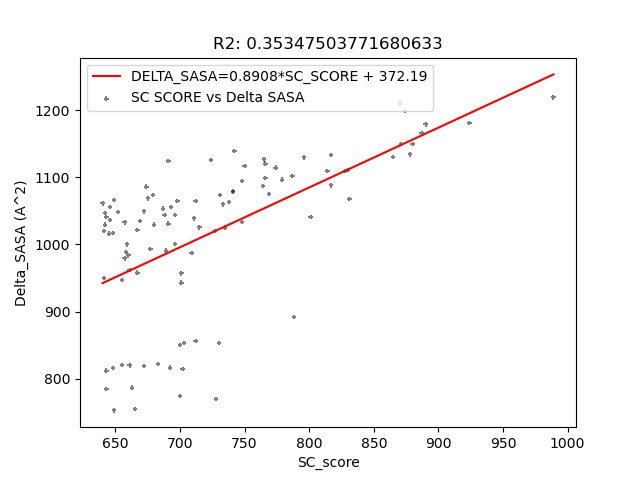 R2: 0.35347503771680633
DELTA_SASA=0.8908*SC_SCORE + 372.19
SC SCORE vs Delta SASA
Delta_SASA (A^2)
1200
1100
1000
900
800
650 700 750 800 850 900 950 1000
SC_score